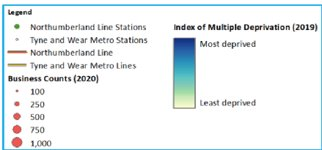 Legend
Northumberland Line Stations
Tyne and Wear Metro Stations
Northumberland Line
Tyne and Wear Metro Lines
Business Counts (2020)
100
250
500
750
1,000
Index of Multiple Deprivation (2019)
Most deprived
Least deprived